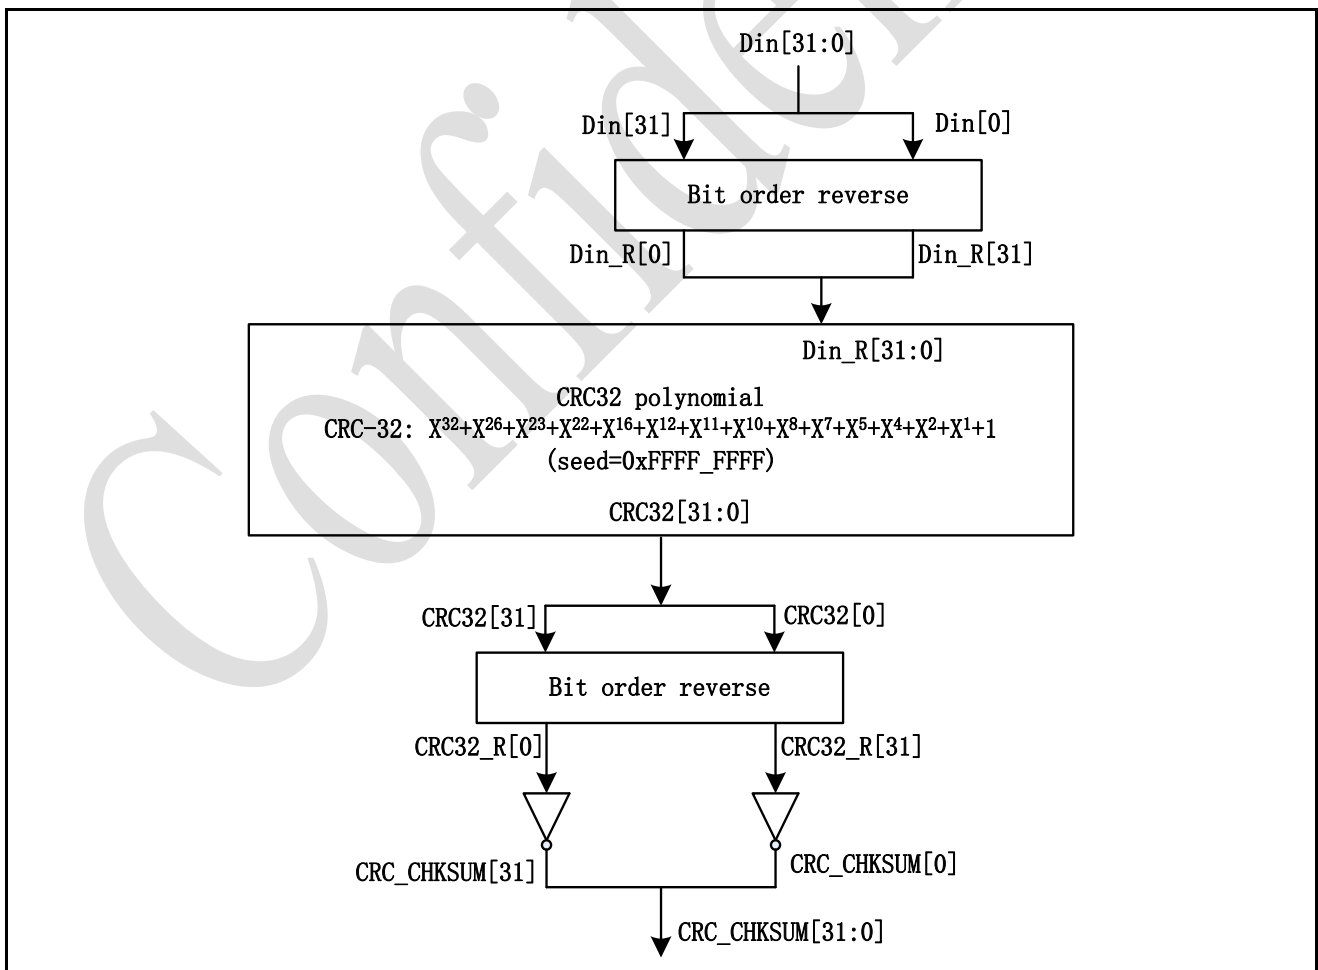 Din[31:0]
Din[31]
Din[0]
Bit order reverse
Din_R[0]
Din_R[31]
Din_R[31:0]
CRC32 polynomial
CRC-32: X³²+X²⁶+X²³+X²²+X¹⁶+X¹²+X¹¹+X¹⁰+X⁸+X⁷+X⁵+X⁴+X²+X¹+1
(seed=0xFFFF_FFFF)
CRC32[31:0]
CRC32[31]
CRC32[0]
Bit order reverse
CRC32_R[0]
CRC32_R[31]
CRC_CHKSUM[31]
CRC_CHKSUM[0]
CRC_CHKSUM[31:0]
Confiden